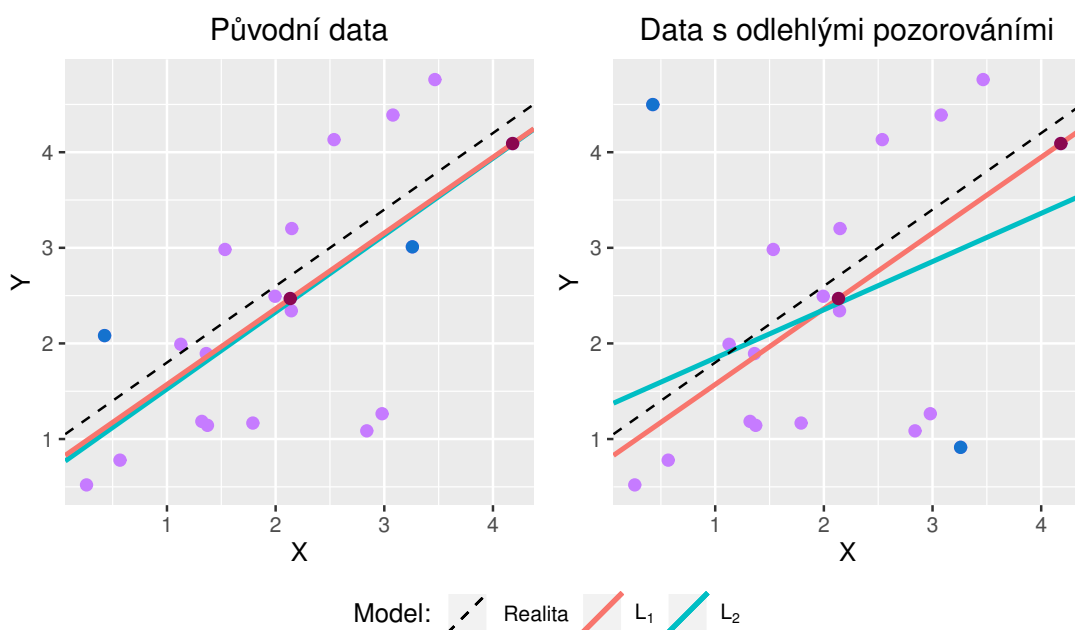 Původní data
Data s odlehlými pozorováními
Y
4
3
2
1
1 2 3 4
X
Y
4
3
2
1
1 2 3 4
X
Model: Realita L₁ L₂